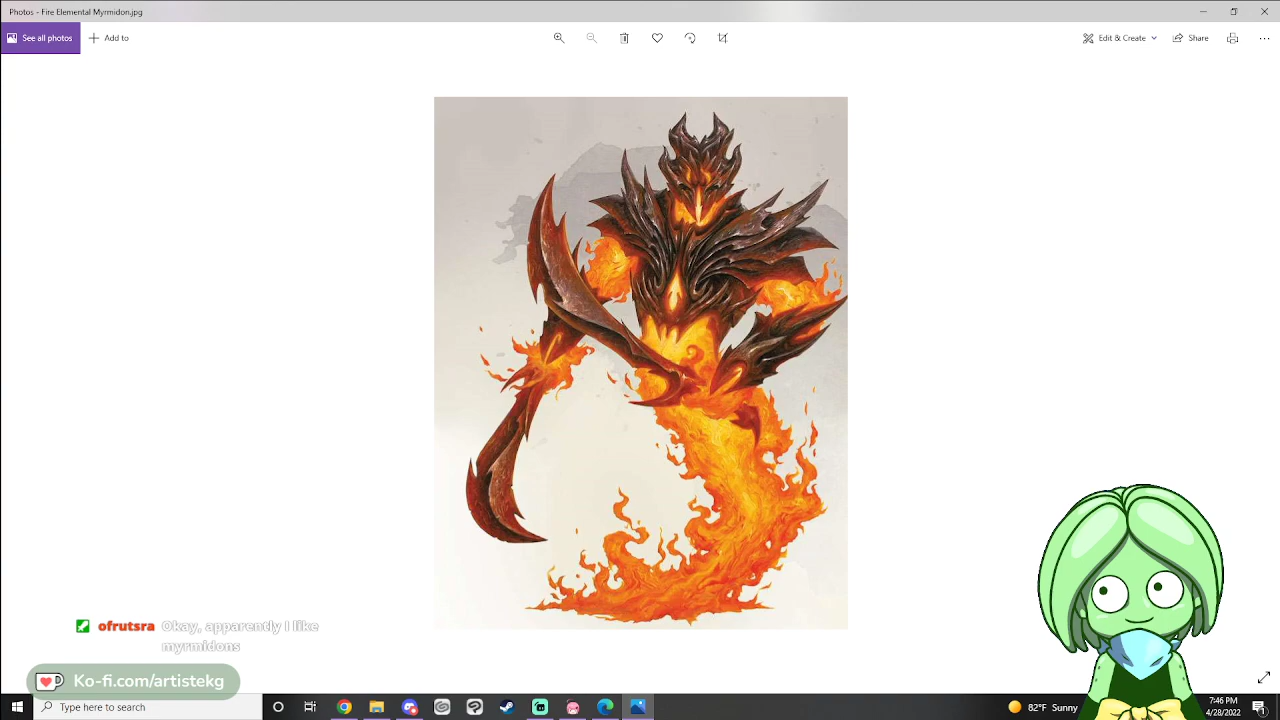 Photos - Fire Elemental Myrmidon.jpg
See all photos
Add to
Edit & Create
Share
ofrutsra Okay, apparently I like
myrmidons
Ko-fi.com/artistekg
Type here to search
82°F Sunny
7:46 PM
4/28/2022